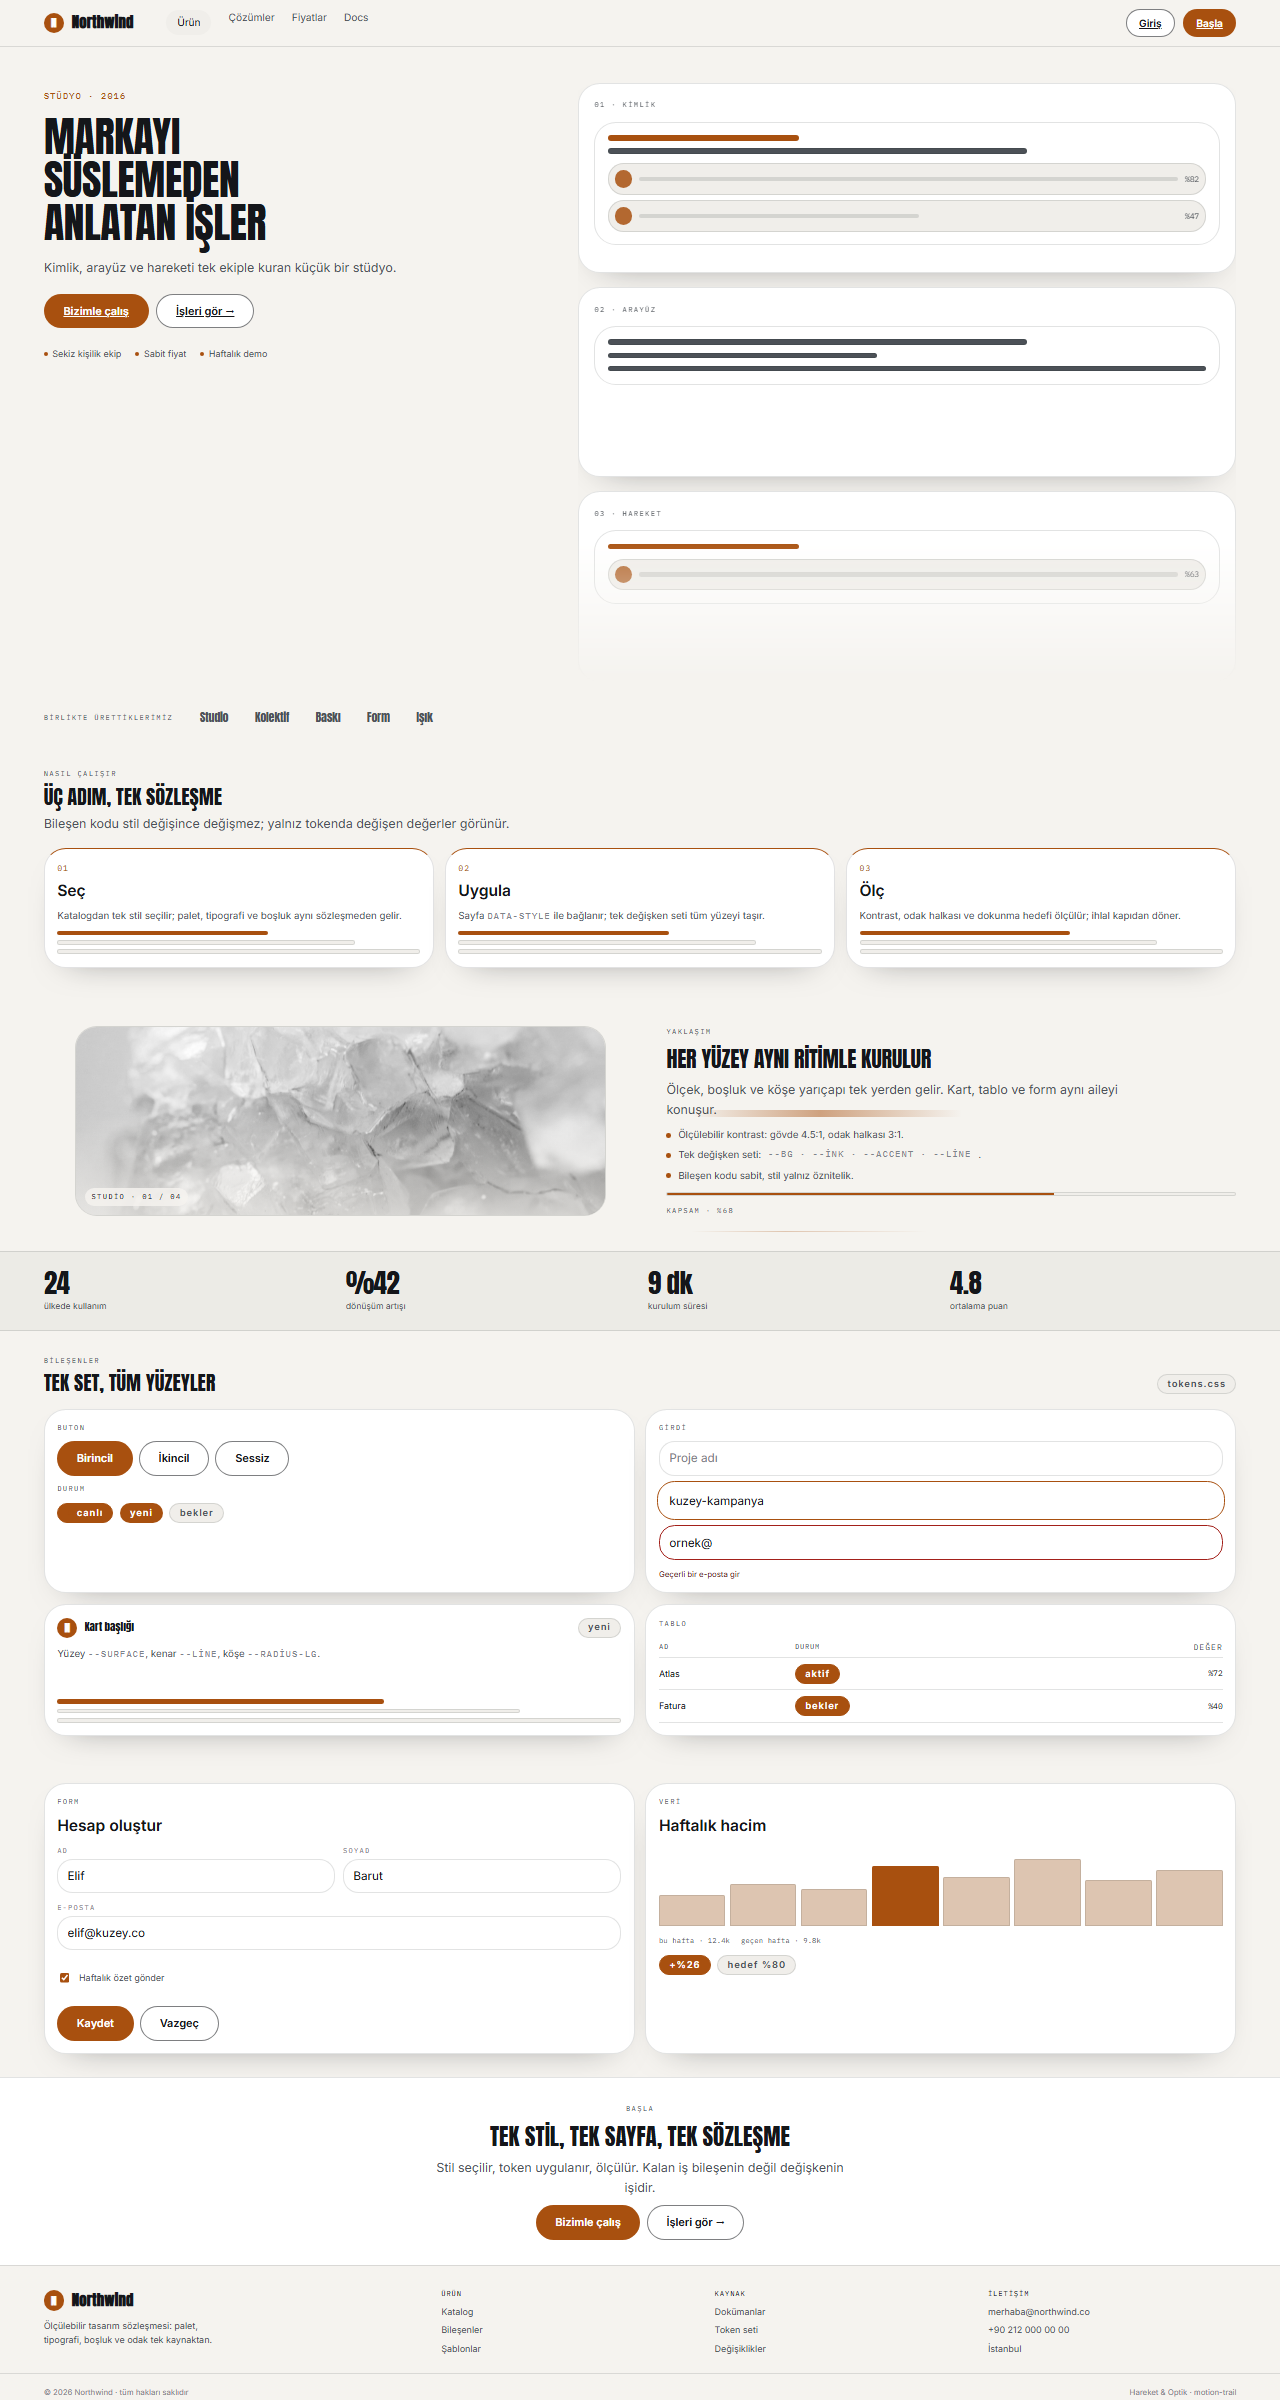 Northwind
Ürün
Çözümler
Fiyatlar
Docs
Giriş
Başla
STÜDYO · 2016
MARKAYI
SÜSLEMEDEN
ANLATAN İŞLER
Kimlik, arayüz ve hareketi tek ekiple kuran küçük bir stüdyo.
Bizimle çalış
İşleri gör →
Sekiz kişilik ekip
Sabit fiyat
Haftalık demo
01 · KİMLİK
%82
%47
02 · ARAYÜZ
03 · HAREKET
%63
BİRLİKTE ÜRETTİKLERİMİZ
Studio
Kolektif
Baskı
Form
Işık
NASIL ÇALIŞIR
ÜÇ ADIM, TEK SÖZLEŞME
Bileşen kodu stil değişince değişmez; yalnız tokenda değişen değerler görünür.
01
Seç
Katalogdan tek stil seçilir; palet, tipografi ve boşluk aynı sözleşmeden gelir.
02
Uygula
Sayfa DATA-STYLE ile bağlanır; tek değişken seti tüm yüzeyi taşır.
03
Ölç
Kontrast, odak halkası ve dokunma hedefi ölçülür; ihlal kapıdan döner.
STUDİO · 01 / 04
YAKLAŞIM
HER YÜZEY AYNI RİTİMLE KURULUR
Ölçek, boşluk ve köşe yarıçapı tek yerden gelir. Kart, tablo ve form aynı aileyi
konuşur.
Ölçülebilir kontrast: gövde 4.5:1, odak halkası 3:1.
Tek değişken seti: --BG · --İNK · --ACCENT · --LİNE .
Bileşen kodu sabit, stil yalnız öznitelik.
KAPSAM · %68
24
ülkede kullanım
%42
dönüşüm artışı
9 dk
kurulum süresi
4.8
ortalama puan
BİLEŞENLER
TEK SET, TÜM YÜZEYLER
tokens.css
BUTON
Birincil
İkincil
Sessiz
DURUM
canlı
yeni
bekler
GİRDİ
Proje adı
kuzey-kampanya
ornek@
Geçerli bir e-posta gir
Kart başlığı
yeni
Yüzey --SURFACE, kenar --LİNE, köşe --RADİUS-LG.
TABLO
AD DURUM DEĞER
Atlas aktif %72
Fatura bekler %40
FORM
Hesap oluştur
AD
SOYAD
Elif
Barut
E-POSTA
elif@kuzey.co
Haftalık özet gönder
Kaydet
Vazgeç
VERİ
Haftalık hacim
bu hafta · 12.4k geçen hafta · 9.8k
+%26
hedef %80
BAŞLA
TEK STİL, TEK SAYFA, TEK SÖZLEŞME
Stil seçilir, token uygulanır, ölçülür. Kalan iş bileşenin değil değişkenin
işidir.
Bizimle çalış
İşleri gör →
Northwind
Ölçülebilir tasarım sözleşmesi: palet,
tipografi, boşluk ve odak tek kaynaktan.
ÜRÜN
Katalog
Bileşenler
Şablonlar
KAYNAK
Dokümanlar
Token seti
Değişiklikler
İLETİŞİM
merhaba@northwind.co
+90 212 000 00 00
İstanbul
© 2026 Northwind · tüm hakları saklıdır
Hareket & Optik · motion-trail